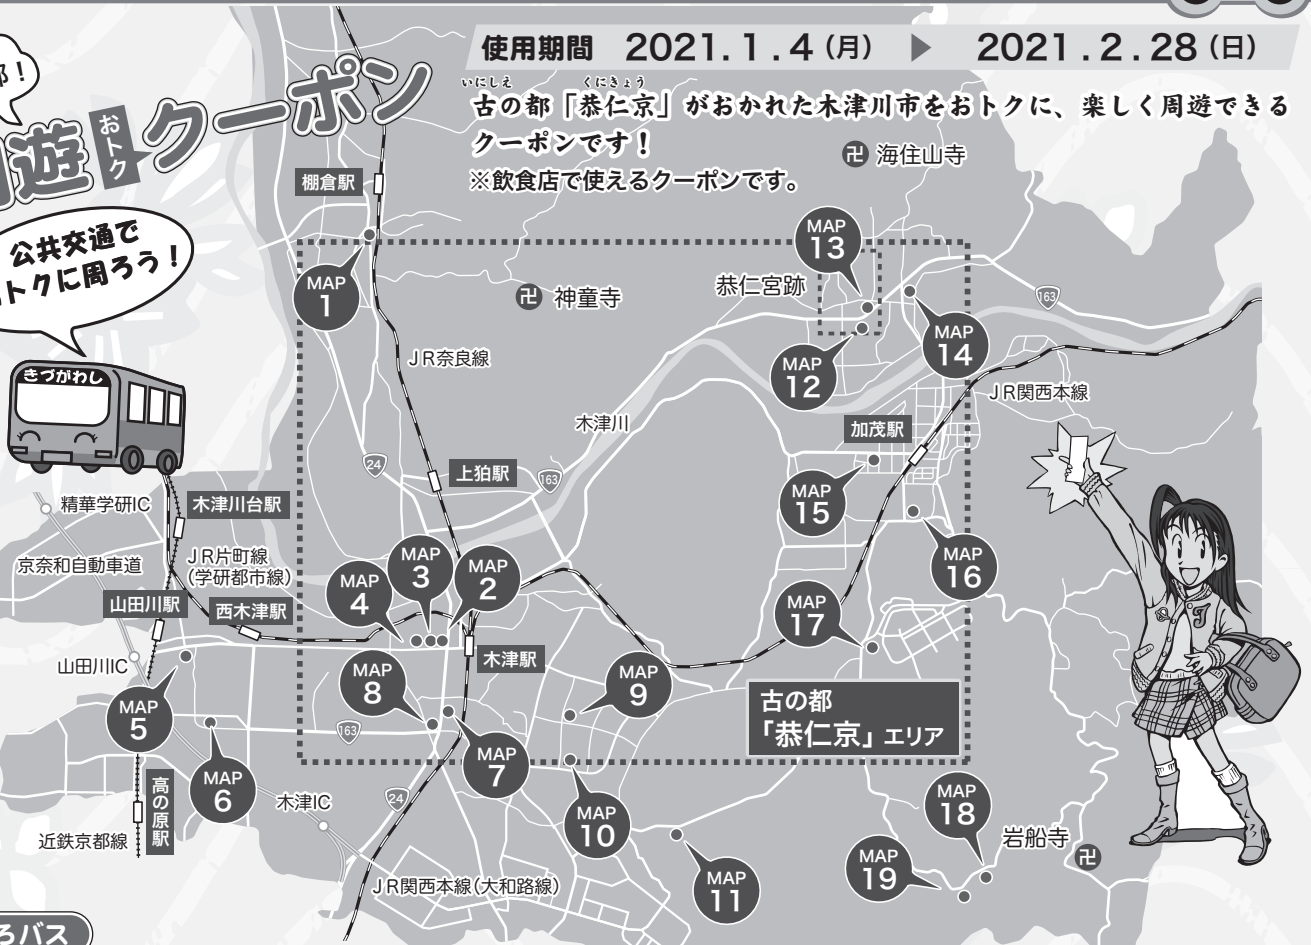 使用期間 2021.1.4(月) ▶ 2021.2.28(日)
都!
遊
おトク
クーポン
いにしえ くにきょう
古の都「恭仁京」がおかれた木津川市をおトクに、楽しく周遊できる
クーポンです!
※飲食店で使えるクーポンです。
公共交通で
トクに周ろう!
きづがわし
卍 海住山寺
棚倉駅
MAP
13
恭仁宮跡
MAP
1
卍 神童寺
163
MAP
14
JR奈良線
MAP
12
JR関西本線
木津川
加茂駅
24
上狛駅
163
精華学研IC
木津川台駅
MAP
15
京奈和自動車道
JR片町線
(学研都市線)
MAP
3
MAP
2
MAP
4
MAP
16
山田川駅
西木津駅
MAP
17
山田川IC
木津駅
MAP
8
MAP
9
MAP
5
古の都
「恭仁京」エリア
163
MAP
7
MAP
6
高の原駅
木津IC
24
MAP
10
MAP
18
近鉄京都線
岩船寺
卍
MAP
19
JR関西本線(大和路線)
MAP
11
ろバス